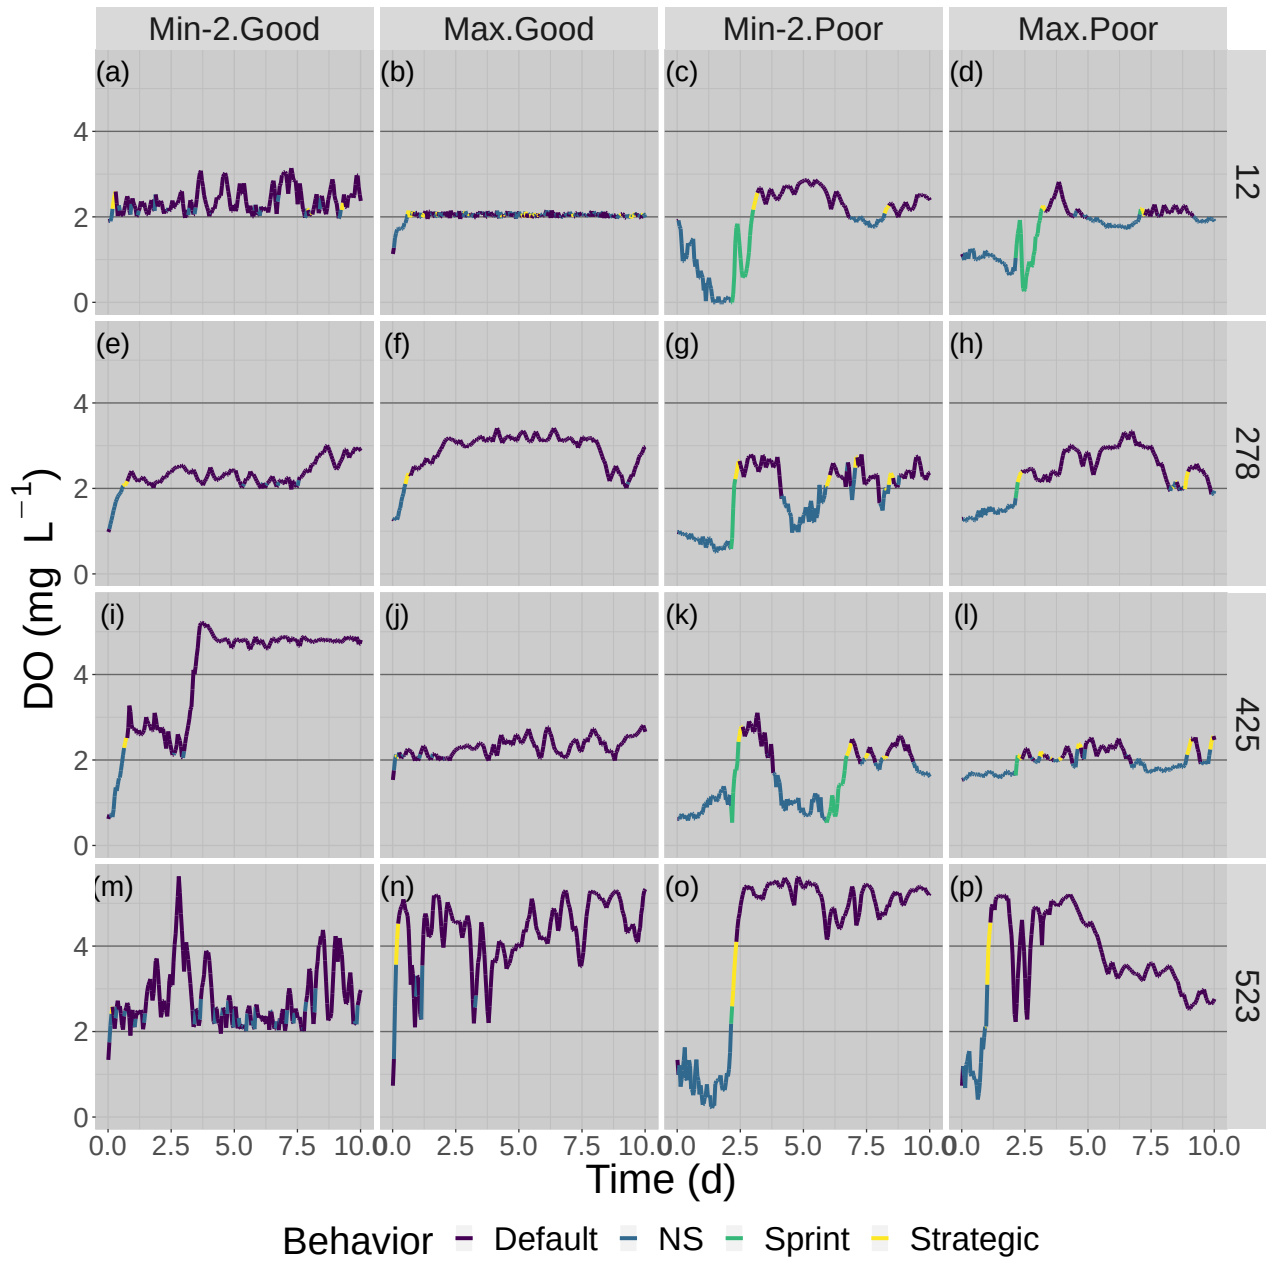 Min-2.Good Max.Good Min-2.Poor Max.Poor
(a) (b) (c) (d)
4
2
0
12
(e) (f) (g) (h)
4
2
0
278
(i) (j) (k) (l)
4
2
0
425
(m) (n) (o) (p)
4
2
0
523
DO (mg L⁻¹)
0.0 2.5 5.0 7.5 10.0 0.0 2.5 5.0 7.5 10.0 0.0 2.5 5.0 7.5 10.0 0.0 2.5 5.0 7.5 10.0
Time (d)
Behavior Default NS Sprint Strategic